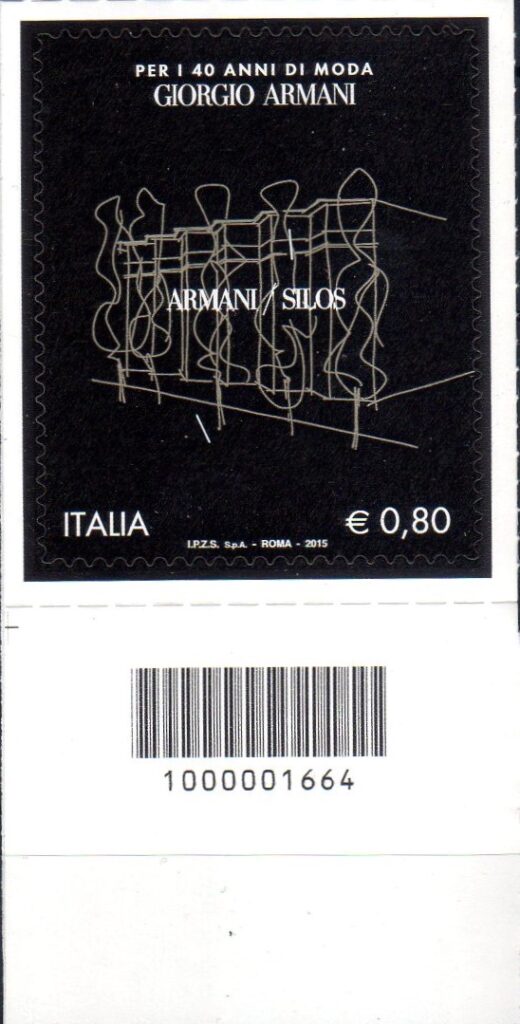 PER I 40 ANNI DI MODA
GIORGIO ARMANI
ARMANI / SILOS
ITALIA
€ 0,80
I.P.Z.S. S.p.A. - ROMA - 2015
1000001664